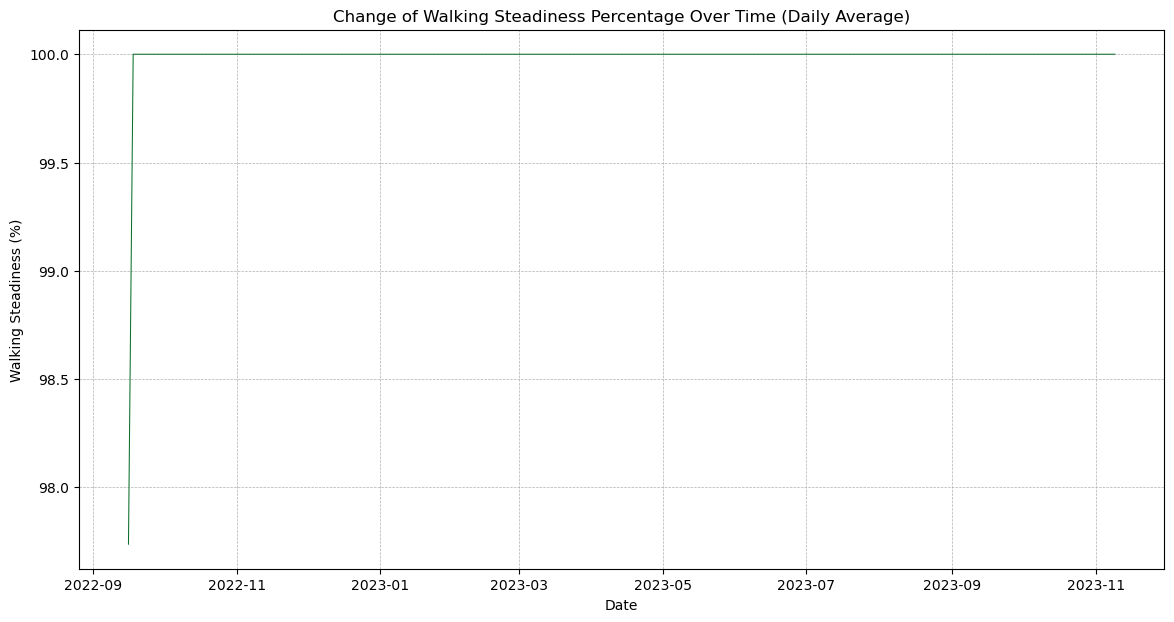 Change of Walking Steadiness Percentage Over Time (Daily Average)
100.0
99.5
99.0
98.5
98.0
Walking Steadiness (%)
2022-09 2022-11 2023-01 2023-03 2023-05 2023-07 2023-09 2023-11
Date